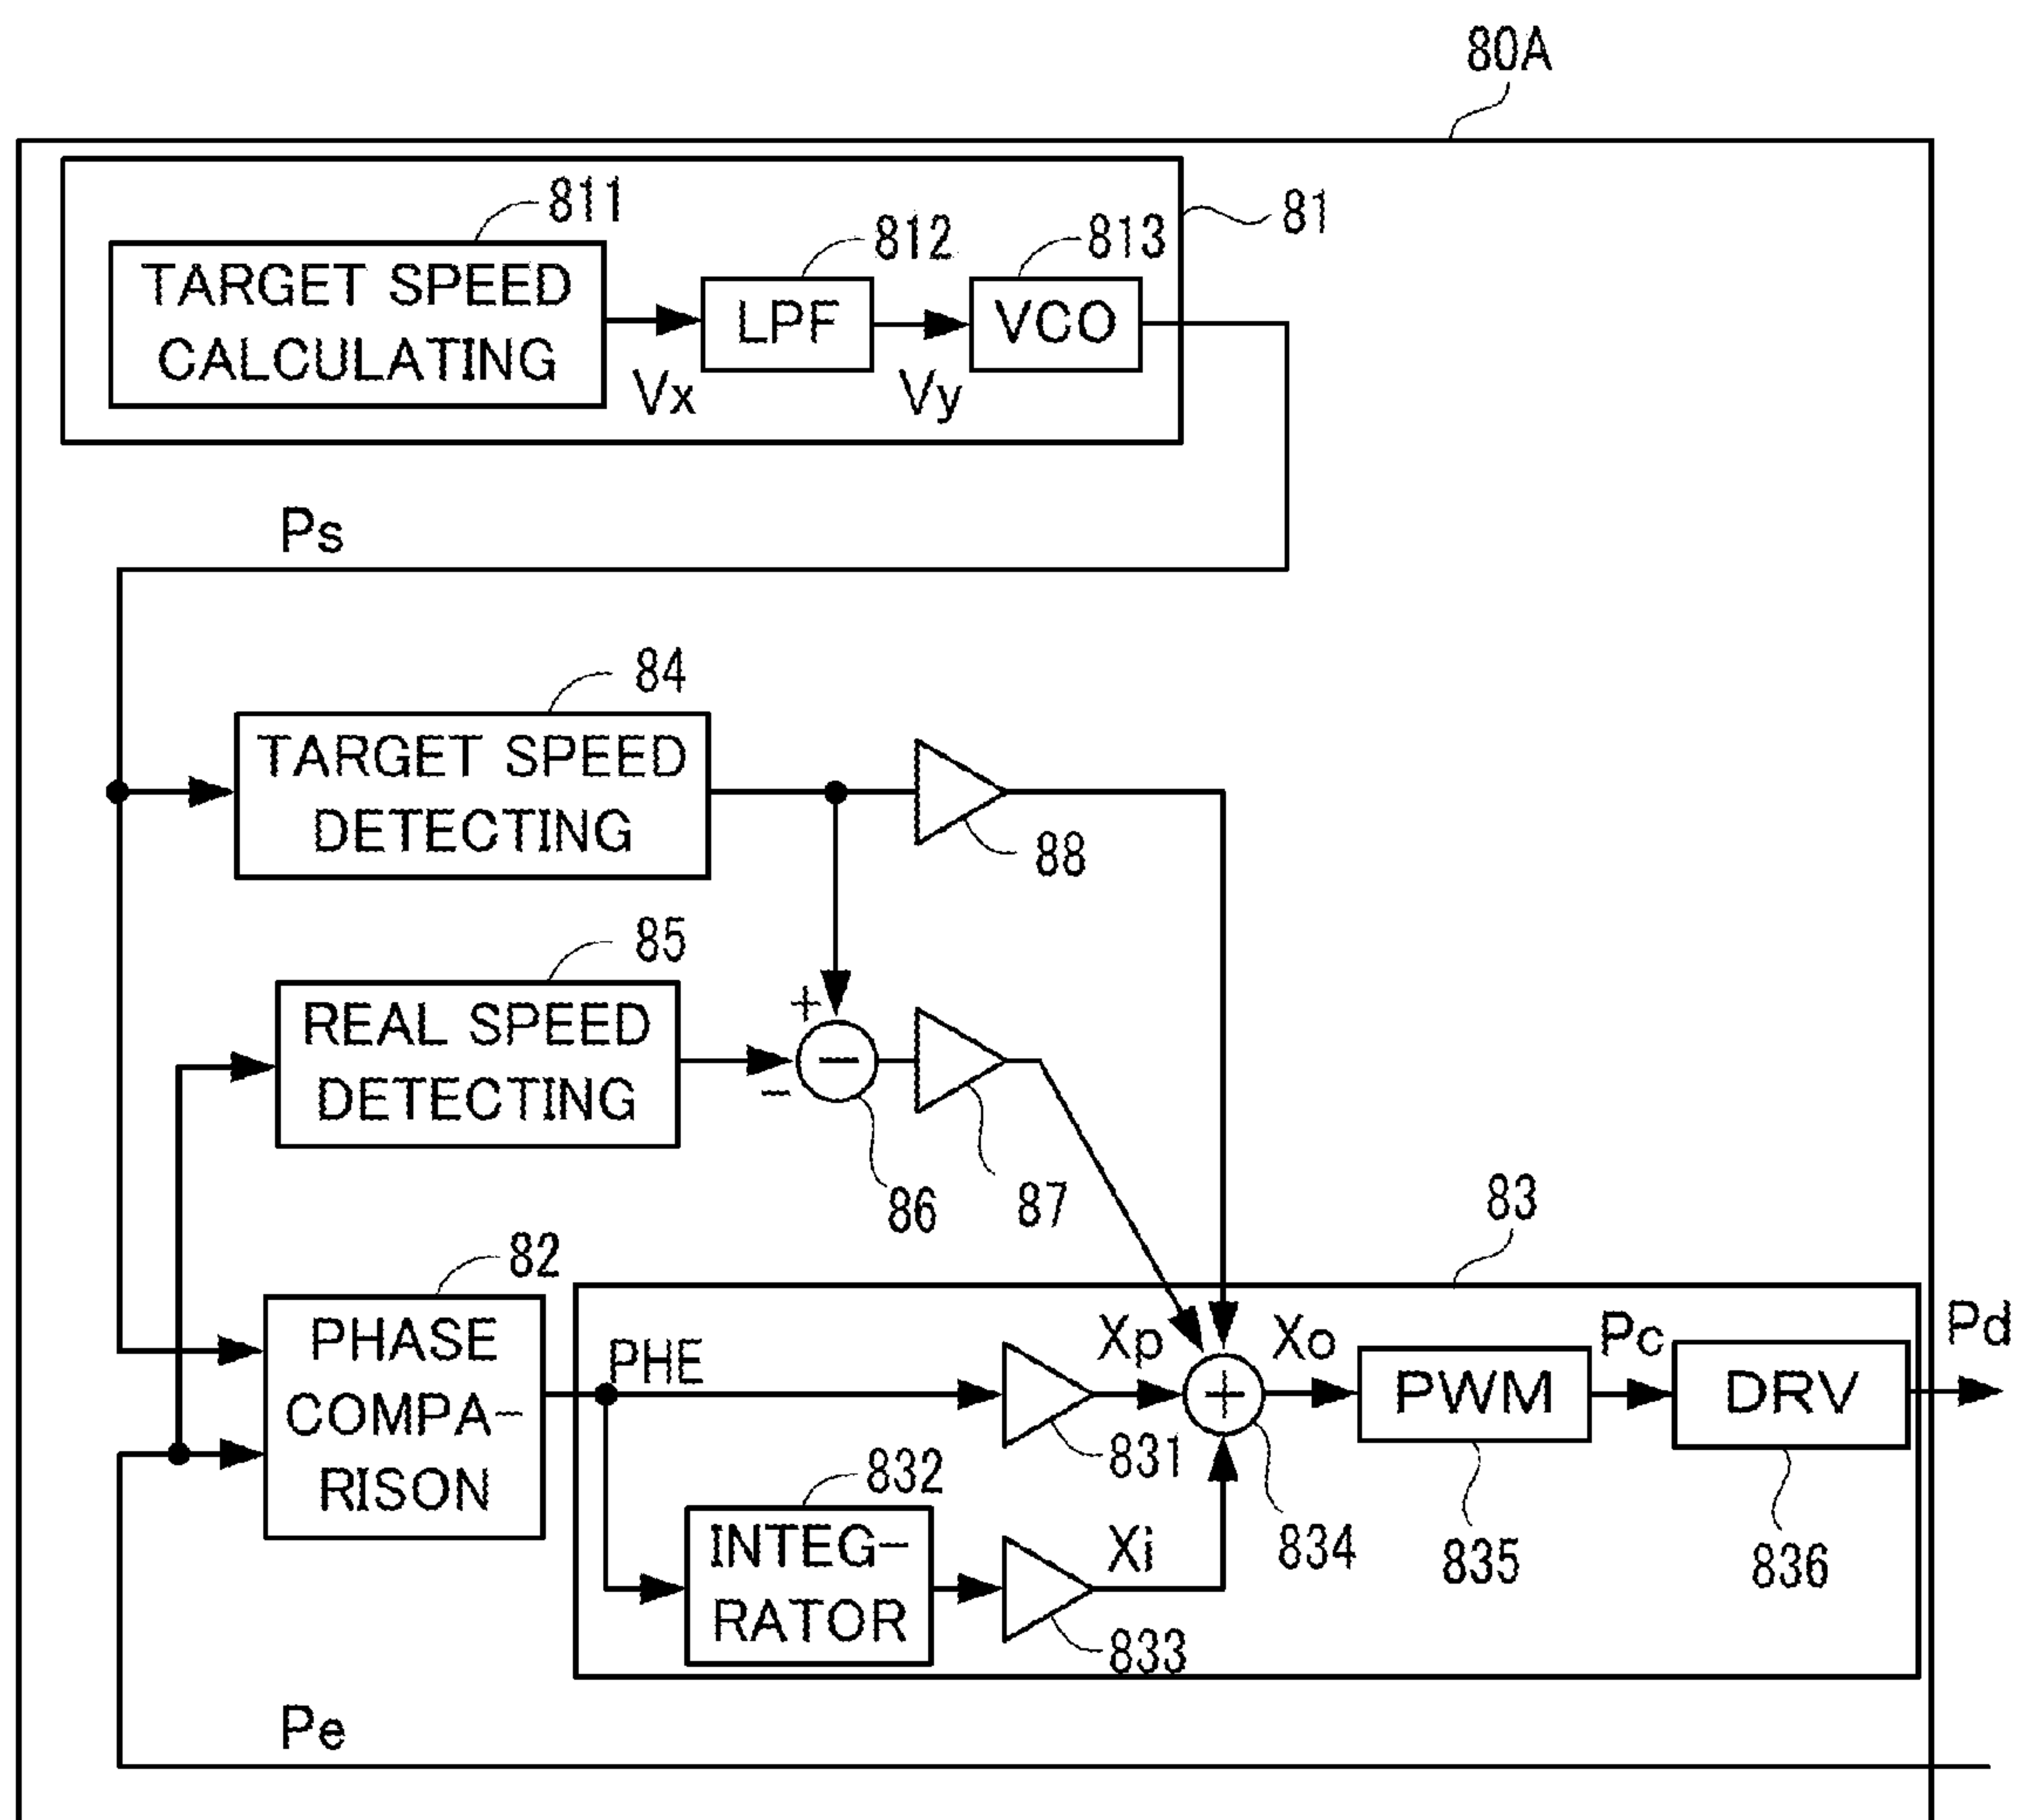 80A
811
812
813
81
TARGET SPEED
CALCULATING
LPF
VCO
Vx
Vy
Ps
84
TARGET SPEED
DETECTING
88
85
REAL SPEED
DETECTING
+
−
−
86
87
83
82
PHASE
COMPA−
RISON
PHE
Xp
+
Xo
PWM
Pc
DRV
Pd
831
832
INTEG−
RATOR
Xi
833
834
835
836
Pe